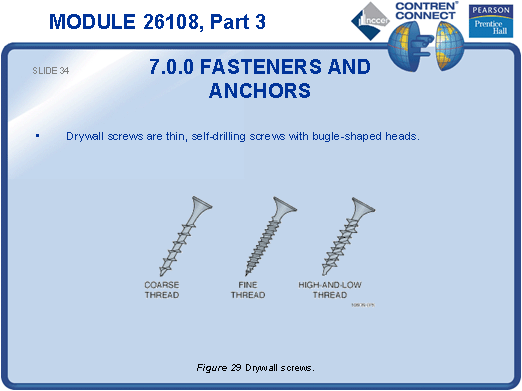 MODULE 26108, Part 3
nccer
CONTREN®
CONNECT
PEARSON
Prentice
Hall
SLIDE 34
7.0.0 FASTENERS AND
ANCHORS
• Drywall screws are thin, self-drilling screws with bugle-shaped heads.
COARSE
THREAD
FINE
THREAD
HIGH-AND-LOW
THREAD
Figure 29 Drywall screws.